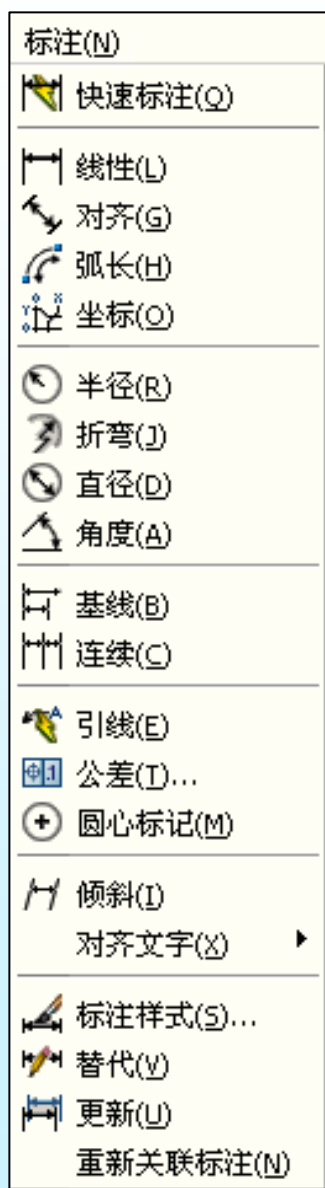 标注(N)
快速标注(Q)
线性(L)
对齐(G)
弧长(H)
坐标(O)
半径(R)
折弯(J)
直径(D)
角度(A)
基线(B)
连续(C)
引线(E)
公差(T)...
圆心标记(M)
倾斜(I)
对齐文字(X)
标注样式(S)...
替代(V)
更新(U)
重新关联标注(N)